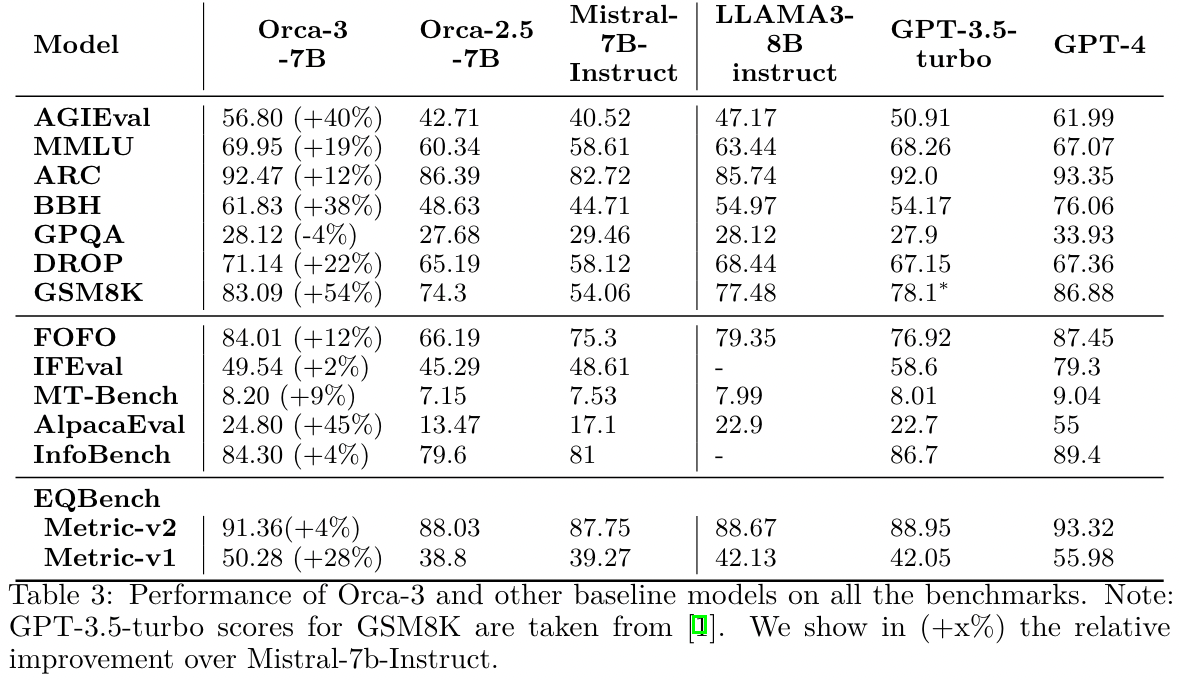 Model Orca-3 -7B Orca-2.5 -7B Mistral-7B-Instruct LLAMA3-8B instruct GPT-3.5-turbo GPT-4
AGIEval 56.80 (+40%) 42.71 40.52 47.17 50.91 61.99
MMLU 69.95 (+19%) 60.34 58.61 63.44 68.26 67.07
ARC 92.47 (+12%) 86.39 82.72 85.74 92.0 93.35
BBH 61.83 (+38%) 48.63 44.71 54.97 54.17 76.06
GPQA 28.12 (-4%) 27.68 29.46 28.12 27.9 33.93
DROP 71.14 (+22%) 65.19 58.12 68.44 67.15 67.36
GSM8K 83.09 (+54%) 74.3 54.06 77.48 78.1* 86.88
FOFO 84.01 (+12%) 66.19 75.3 79.35 76.92 87.45
IFEval 49.54 (+2%) 45.29 48.61 - 58.6 79.3
MT-Bench 8.20 (+9%) 7.15 7.53 7.99 8.01 9.04
AlpacaEval 24.80 (+45%) 13.47 17.1 22.9 22.7 55
InfoBench 84.30 (+4%) 79.6 81 - 86.7 89.4
EQBench
Metric-v2 91.36(+4%) 88.03 87.75 88.67 88.95 93.32
Metric-v1 50.28 (+28%) 38.8 39.27 42.13 42.05 55.98
Table 3: Performance of Orca-3 and other baseline models on all the benchmarks. Note:
GPT-3.5-turbo scores for GSM8K are taken from [1]. We show in (+x%) the relative
improvement over Mistral-7b-Instruct.